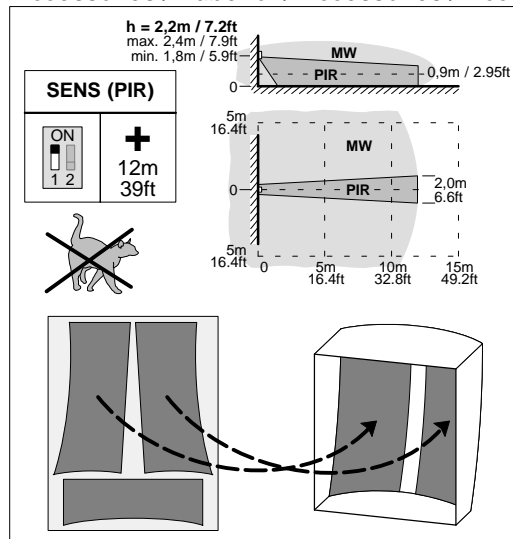 h = 2,2m / 7.2ft
max. 2,4m / 7.9ft
min. 1,8m / 5.9ft
MW
PIR
0,9m / 2.95ft
0
SENS (PIR)
ON
1 2
+
12m
39ft
5m
16.4ft
MW
0
PIR
2,0m
6.6ft
5m
16.4ft
0
5m
16.4ft
10m
32.8ft
15m
49.2ft